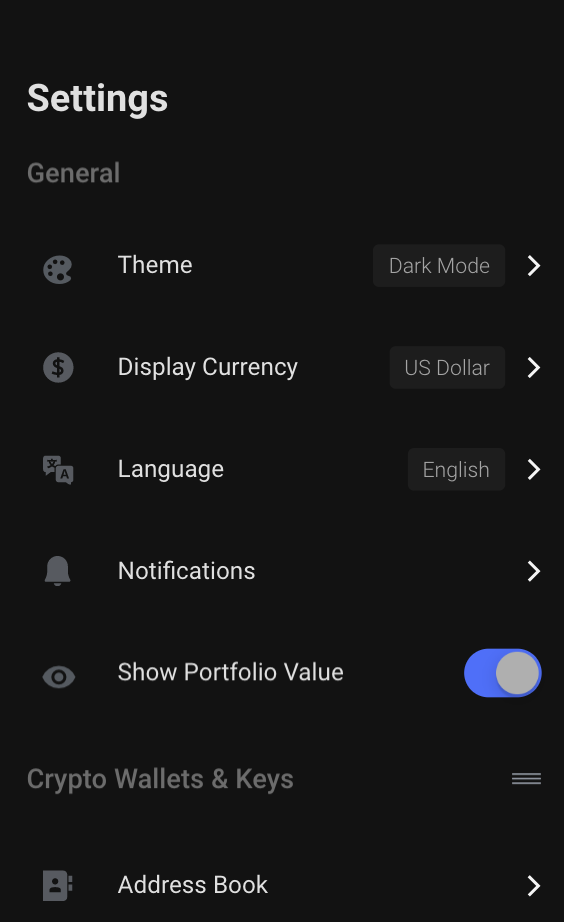 Settings
General
Theme
Dark Mode
Display Currency
US Dollar
Language
English
Notifications
Show Portfolio Value
Crypto Wallets & Keys
Address Book